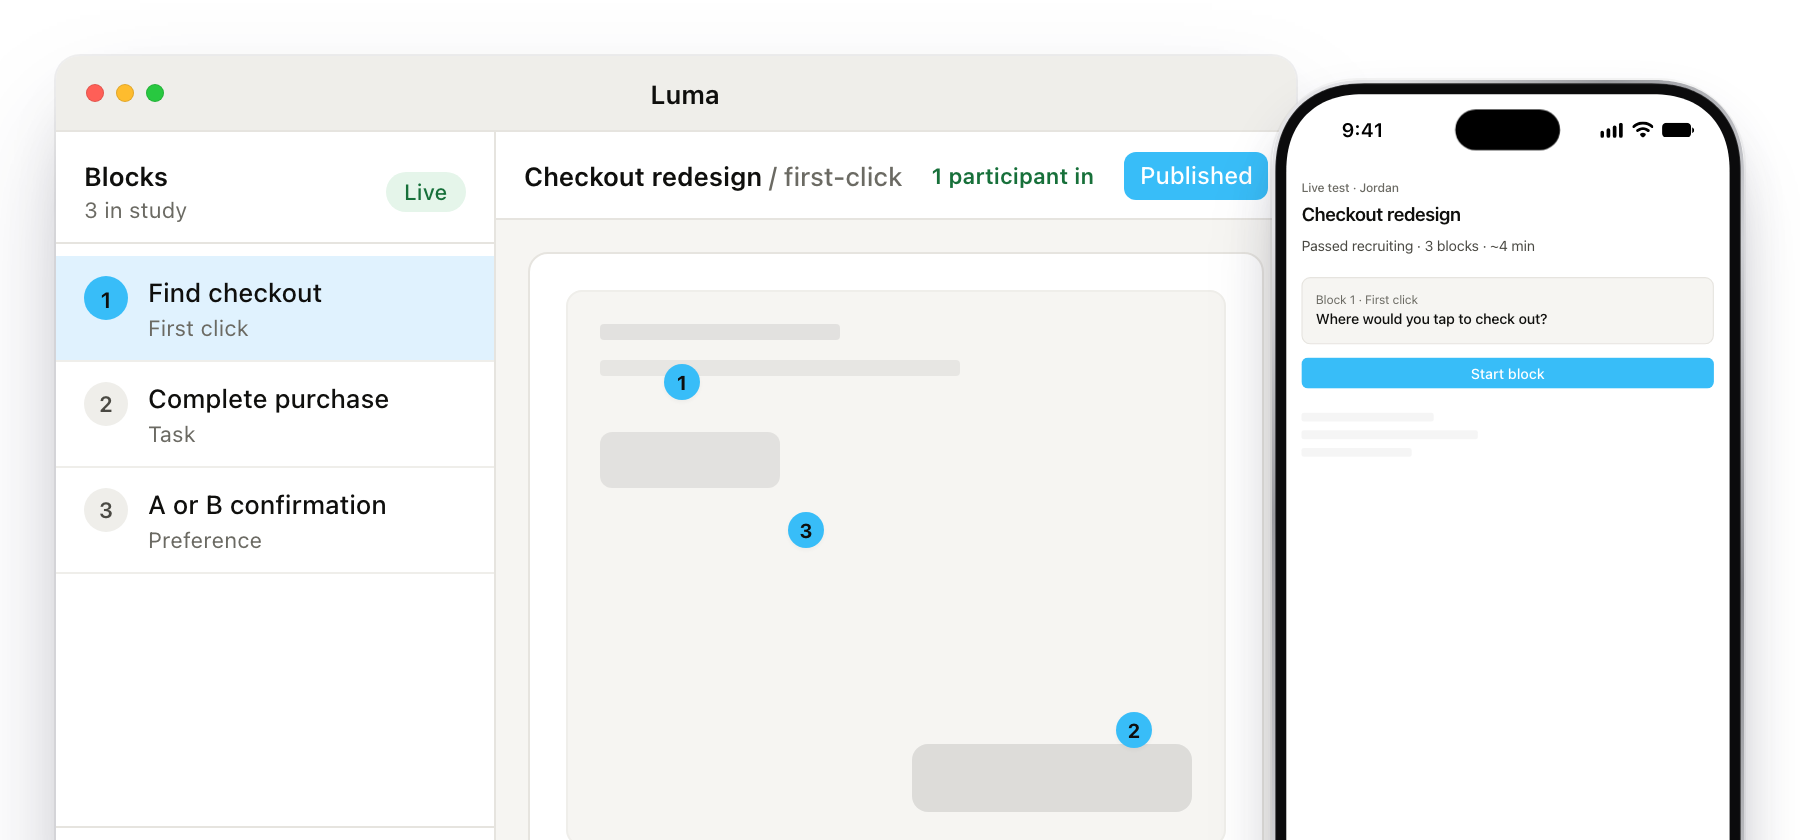 Luma
Blocks
3 in study
Live
1
Find checkout
First click
2
Complete purchase
Task
3
A or B confirmation
Preference
Checkout redesign / first-click
1 participant in
Published
1
3
2
9:41
Live test · Jordan
Checkout redesign
Passed recruiting · 3 blocks · ~4 min
Block 1 · First click
Where would you tap to check out?
Start block